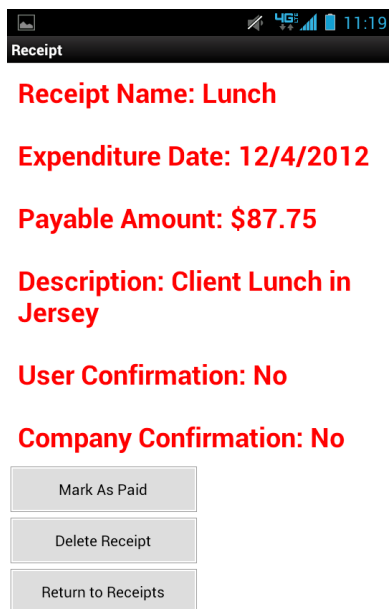 4G 11:19
Receipt
Receipt Name: Lunch
Expenditure Date: 12/4/2012
Payable Amount: $87.75
Description: Client Lunch in
Jersey
User Confirmation: No
Company Confirmation: No
Mark As Paid
Delete Receipt
Return to Receipts